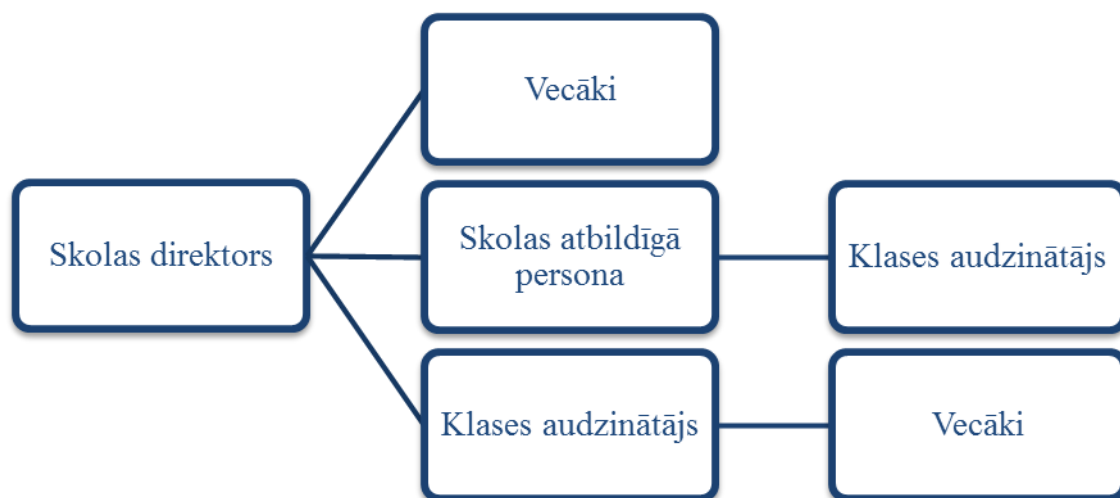 Vecāki
Skolas direktors
Skolas atbildīgā
persona
Klases audzinātājs
Klases audzinātājs
Vecāki